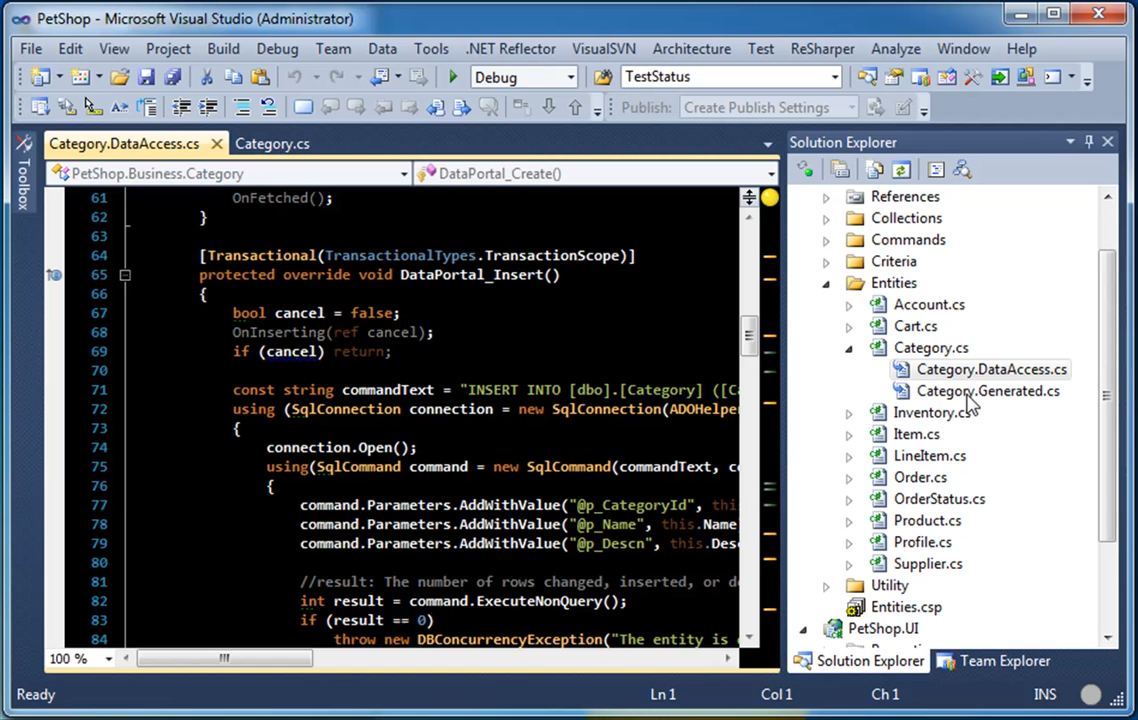 PetShop - Microsoft Visual Studio (Administrator)
File Edit View Project Build Debug Team Data Tools .NET Reflector VisualSVN Architecture Test ReSharper Analyze Window Help
Debug TestStatus
Publish: Create Publish Settings
Toolbox
Category.DataAccess.cs Category.cs
PetShop.Business.Category DataPortal_Create()
61 OnFetched();
62 }
63
64 [Transactional(TransactionalTypes.TransactionScope)]
65 protected override void DataPortal_Insert()
66 {
67 bool cancel = false;
68 OnInserting(ref cancel);
69 if (cancel) return;
70
71 const string commandText = "INSERT INTO [dbo].[Category] ([Ca
72 using (SqlConnection connection = new SqlConnection(ADOHelper
73 {
74 connection.Open();
75 using(SqlCommand command = new SqlCommand(commandText, co
76 {
77 command.Parameters.AddWithValue("@p_CategoryId", this
78 command.Parameters.AddWithValue("@p_Name", this.Name
79 command.Parameters.AddWithValue("@p_Descn", this.Des
80
81 //result: The number of rows changed, inserted, or d
82 int result = command.ExecuteNonQuery();
83 if (result == 0)
84 throw new DBConcurrencyException("The entity is
100 %
Solution Explorer
References
Collections
Commands
Criteria
Entities
Account.cs
Cart.cs
Category.cs
Category.DataAccess.cs
Category.Generated.cs
Inventory.cs
Item.cs
LineItem.cs
Order.cs
OrderStatus.cs
Product.cs
Profile.cs
Supplier.cs
Utility
Entities.csp
PetShop.UI
Solution Explorer Team Explorer
Ready Ln 1 Col 1 Ch 1 INS